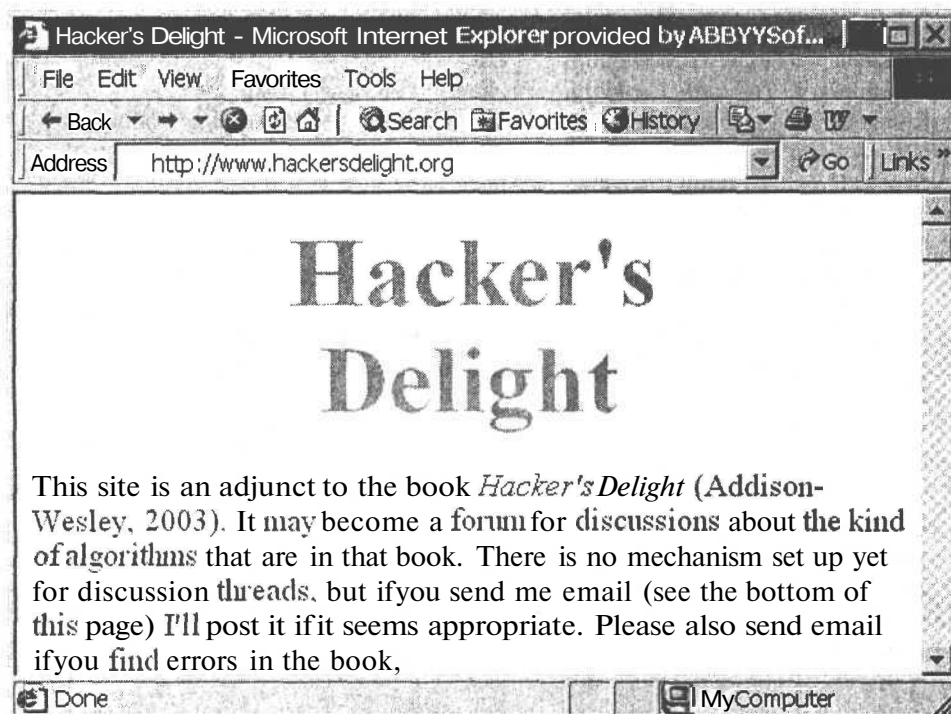 Hacker's Delight - Microsoft Internet Explorer provided by ABBYY Sof...
File Edit View Favorites Tools Help
Back Search Favorites History
Address http://www.hackersdelight.org Go Links »
Hacker's
Delight
This site is an adjunct to the book Hacker's Delight (Addison-
Wesley, 2003). It may become a forum for discussions about the kind
of algorithms that are in that book. There is no mechanism set up yet
for discussion threads, but if you send me email (see the bottom of
this page) I'll post it if it seems appropriate. Please also send email
if you find errors in the book,
Done My Computer